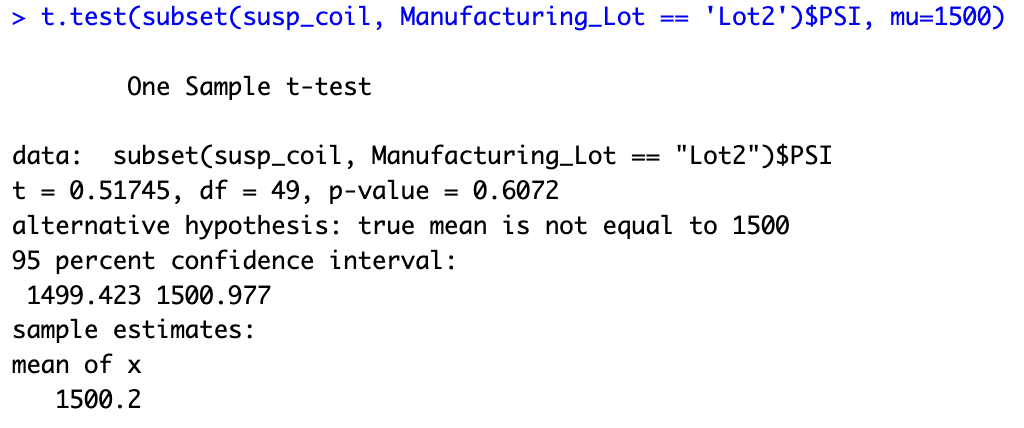 > t.test(subset(susp_coil, Manufacturing_Lot == 'Lot2')$PSI, mu=1500)
One Sample t-test
data:  subset(susp_coil, Manufacturing_Lot == "Lot2")$PSI
t = 0.51745, df = 49, p-value = 0.6072
alternative hypothesis: true mean is not equal to 1500
95 percent confidence interval:
1499.423 1500.977
sample estimates:
mean of x
1500.2